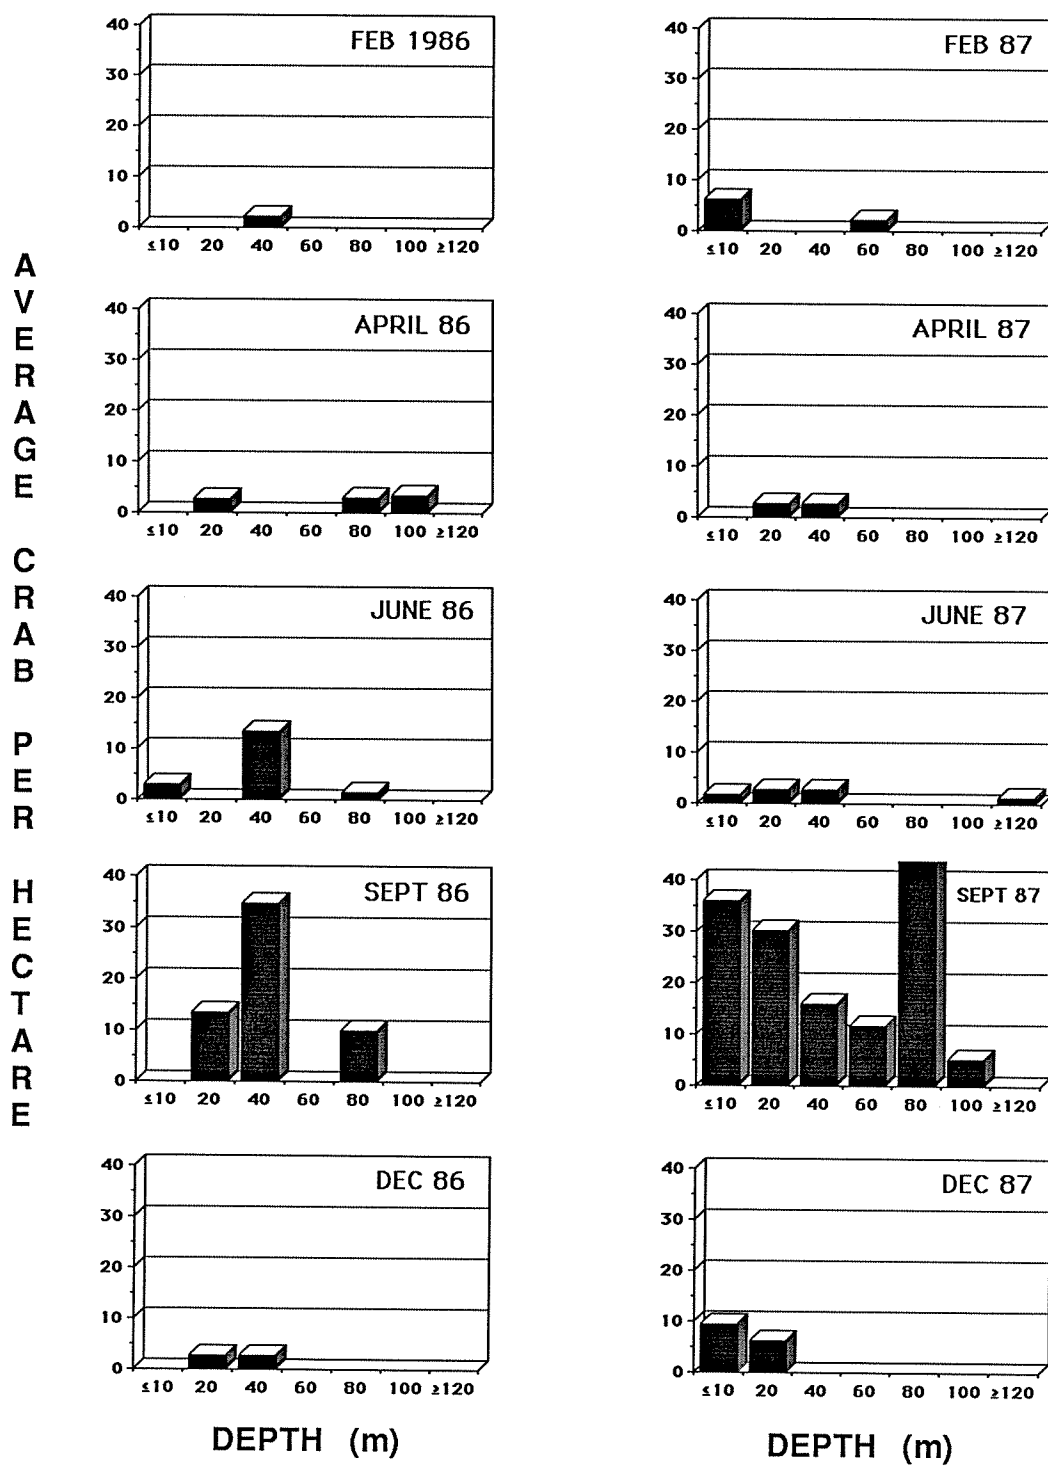 AVERAGE CRAB PER HECTARE
FEB 1986
40
30
20
10
0
≤10 20 40 60 80 100 ≥120
APRIL 86
40
30
20
10
0
≤10 20 40 60 80 100 ≥120
JUNE 86
40
30
20
10
0
≤10 20 40 60 80 100 ≥120
SEPT 86
40
30
20
10
0
≤10 20 40 60 80 100 ≥120
DEC 86
40
30
20
10
0
≤10 20 40 60 80 100 ≥120
DEPTH (m)
FEB 87
40
30
20
10
0
≤10 20 40 60 80 100 ≥120
APRIL 87
40
30
20
10
0
≤10 20 40 60 80 100 ≥120
JUNE 87
40
30
20
10
0
≤10 20 40 60 80 100 ≥120
SEPT 87
40
30
20
10
0
≤10 20 40 60 80 100 ≥120
DEC 87
40
30
20
10
0
≤10 20 40 60 80 100 ≥120
DEPTH (m)